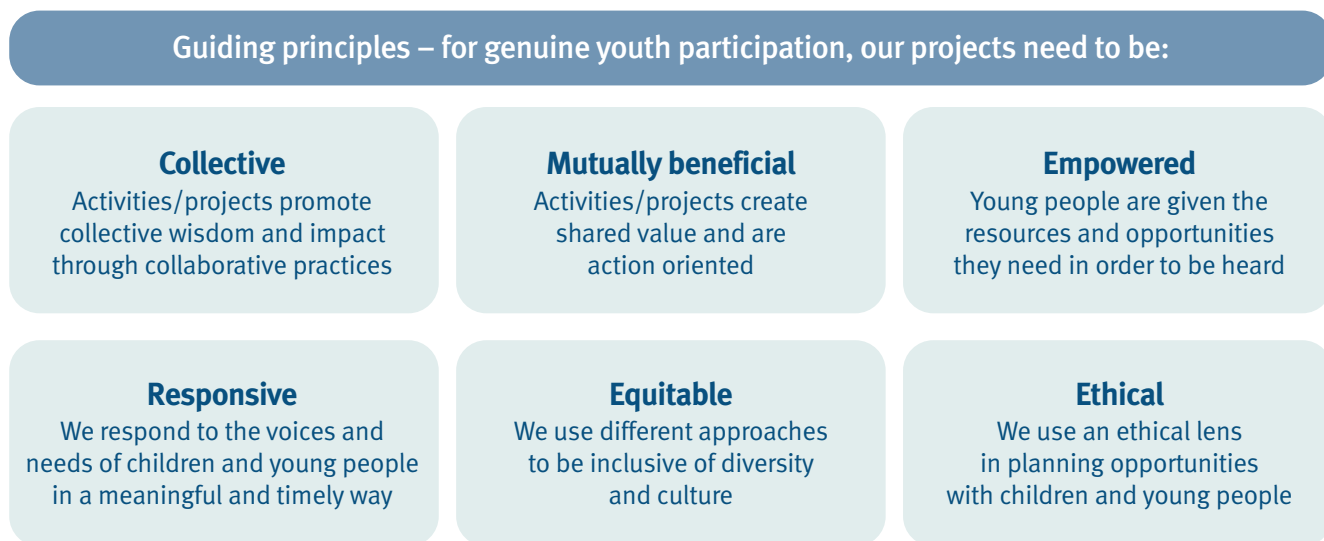 Guiding principles – for genuine youth participation, our projects need to be:
Collective
Activities/projects promote
collective wisdom and impact
through collaborative practices
Mutually beneficial
Activities/projects create
shared value and are
action oriented
Empowered
Young people are given the
resources and opportunities
they need in order to be heard
Responsive
We respond to the voices and
needs of children and young people
in a meaningful and timely way
Equitable
We use different approaches
to be inclusive of diversity
and culture
Ethical
We use an ethical lens
in planning opportunities
with children and young people